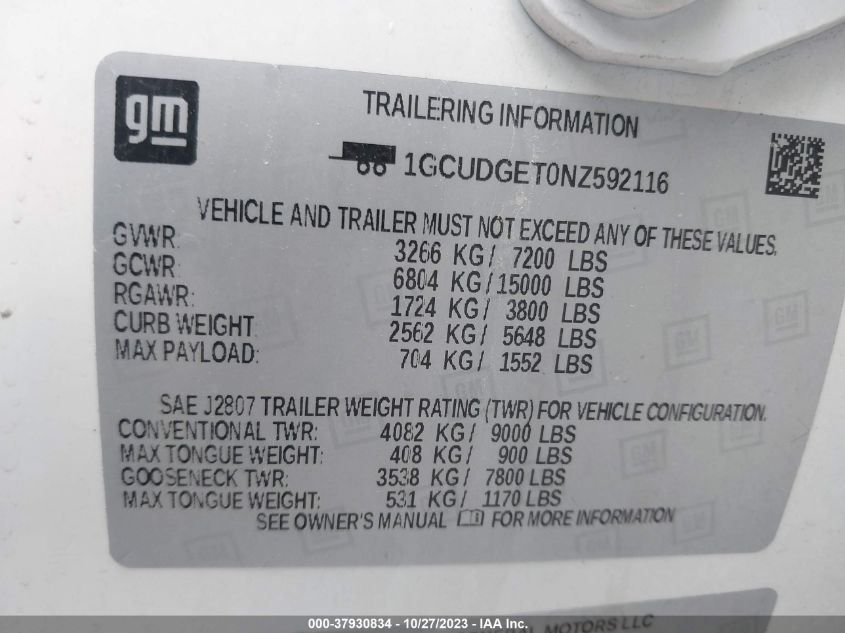 gm
TRAILERING INFORMATION
1GCUDGET0NZ592116
VEHICLE AND TRAILER MUST NOT EXCEED ANY OF THESE VALUES.
GVWR: 3266 KG/ 7200 LBS
GCWR: 6804 KG/ 15000 LBS
RGAWR: 1724 KG/ 3800 LBS
CURB WEIGHT: 2562 KG/ 5648 LBS
MAX PAYLOAD: 704 KG/ 1552 LBS
SAE J2807 TRAILER WEIGHT RATING (TWR) FOR VEHICLE CONFIGURATION.
CONVENTIONAL TWR: 4082 KG/ 9000 LBS
MAX TONGUE WEIGHT: 408 KG/ 900 LBS
GOOSENECK TWR: 3538 KG/ 7800 LBS
MAX TONGUE WEIGHT: 531 KG/ 1170 LBS
SEE OWNER'S MANUAL FOR MORE INFORMATION
MOTORS LLC
000-37930834 - 10/27/2023 - IAA Inc.